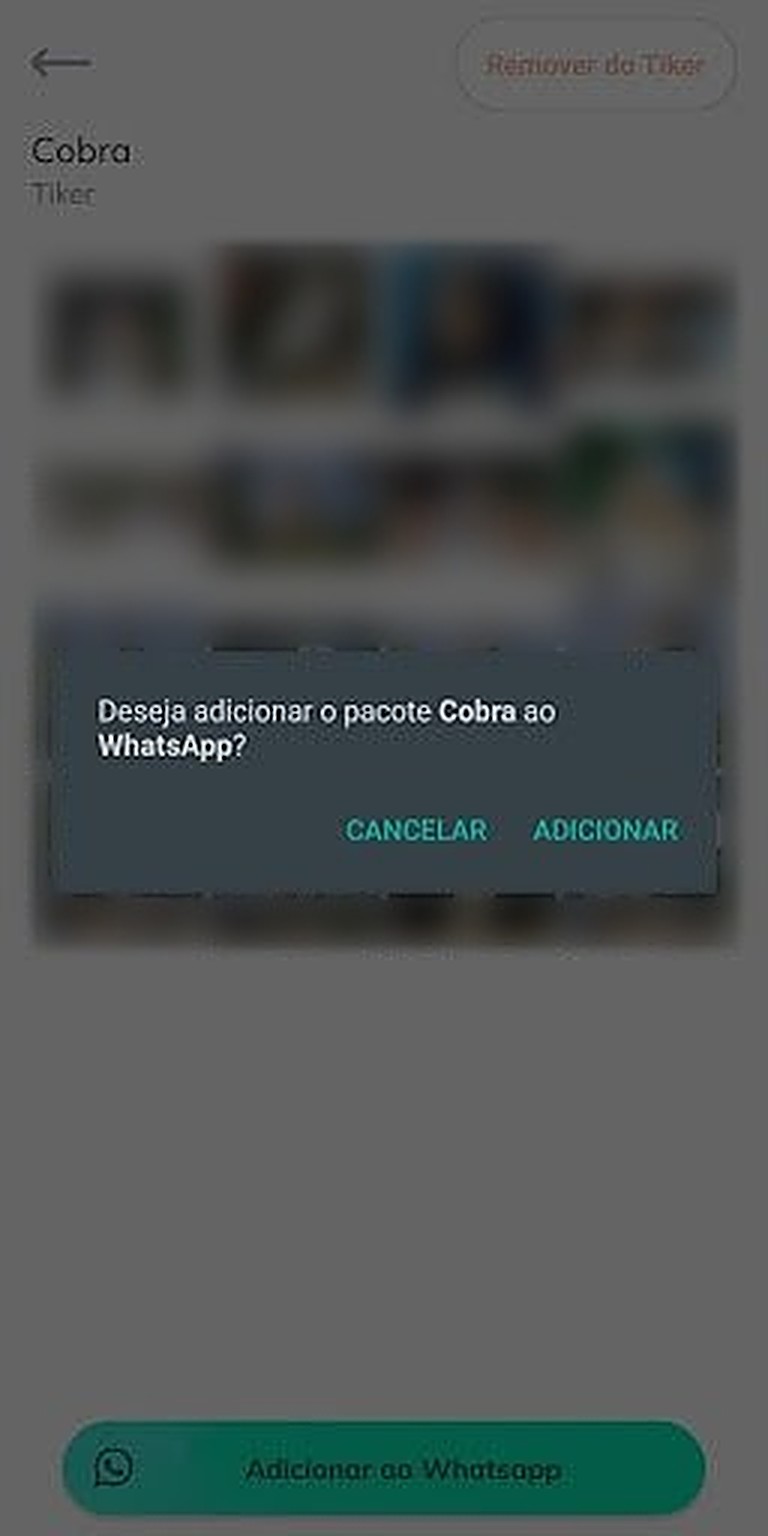 Remover do Tiker
Cobra
Tiker
Deseja adicionar o pacote Cobra ao
WhatsApp?
CANCELAR ADICIONAR
Adicionar ao Whatsapp